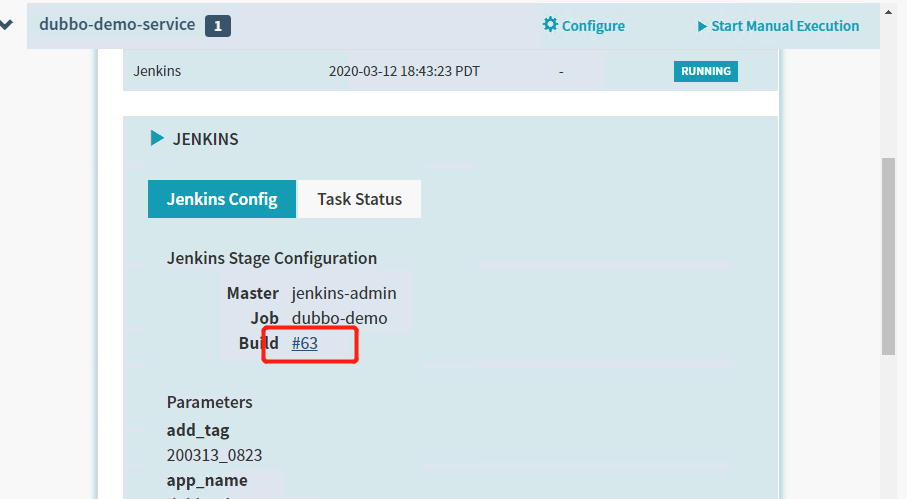 dubbo-demo-service 1 Configure Start Manual Execution
Jenkins 2020-03-12 18:43:23 PDT - RUNNING
JENKINS
Jenkins Config Task Status
Jenkins Stage Configuration
Master jenkins-admin
Job dubbo-demo
Build #63
Parameters
add_tag
200313_0823
app_name